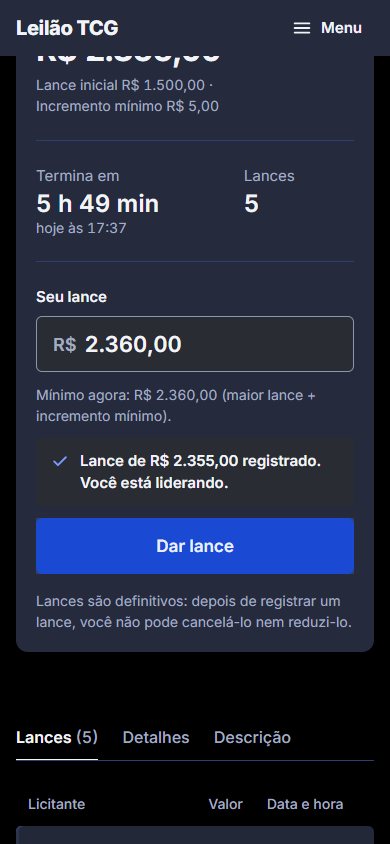 Leilão TCG
Menu
R$ 2.355,00
Lance inicial R$ 1.500,00 ·
Incremento mínimo R$ 5,00
Termina em
Lances
5 h 49 min
5
hoje às 17:37
Seu lance
R$ 2.360,00
Mínimo agora: R$ 2.360,00 (maior lance +
incremento mínimo).
Lance de R$ 2.355,00 registrado.
Você está liderando.
Dar lance
Lances são definitivos: depois de registrar um
lance, você não pode cancelá-lo nem reduzi-lo.
Lances (5)
Detalhes
Descrição
Licitante
Valor
Data e hora